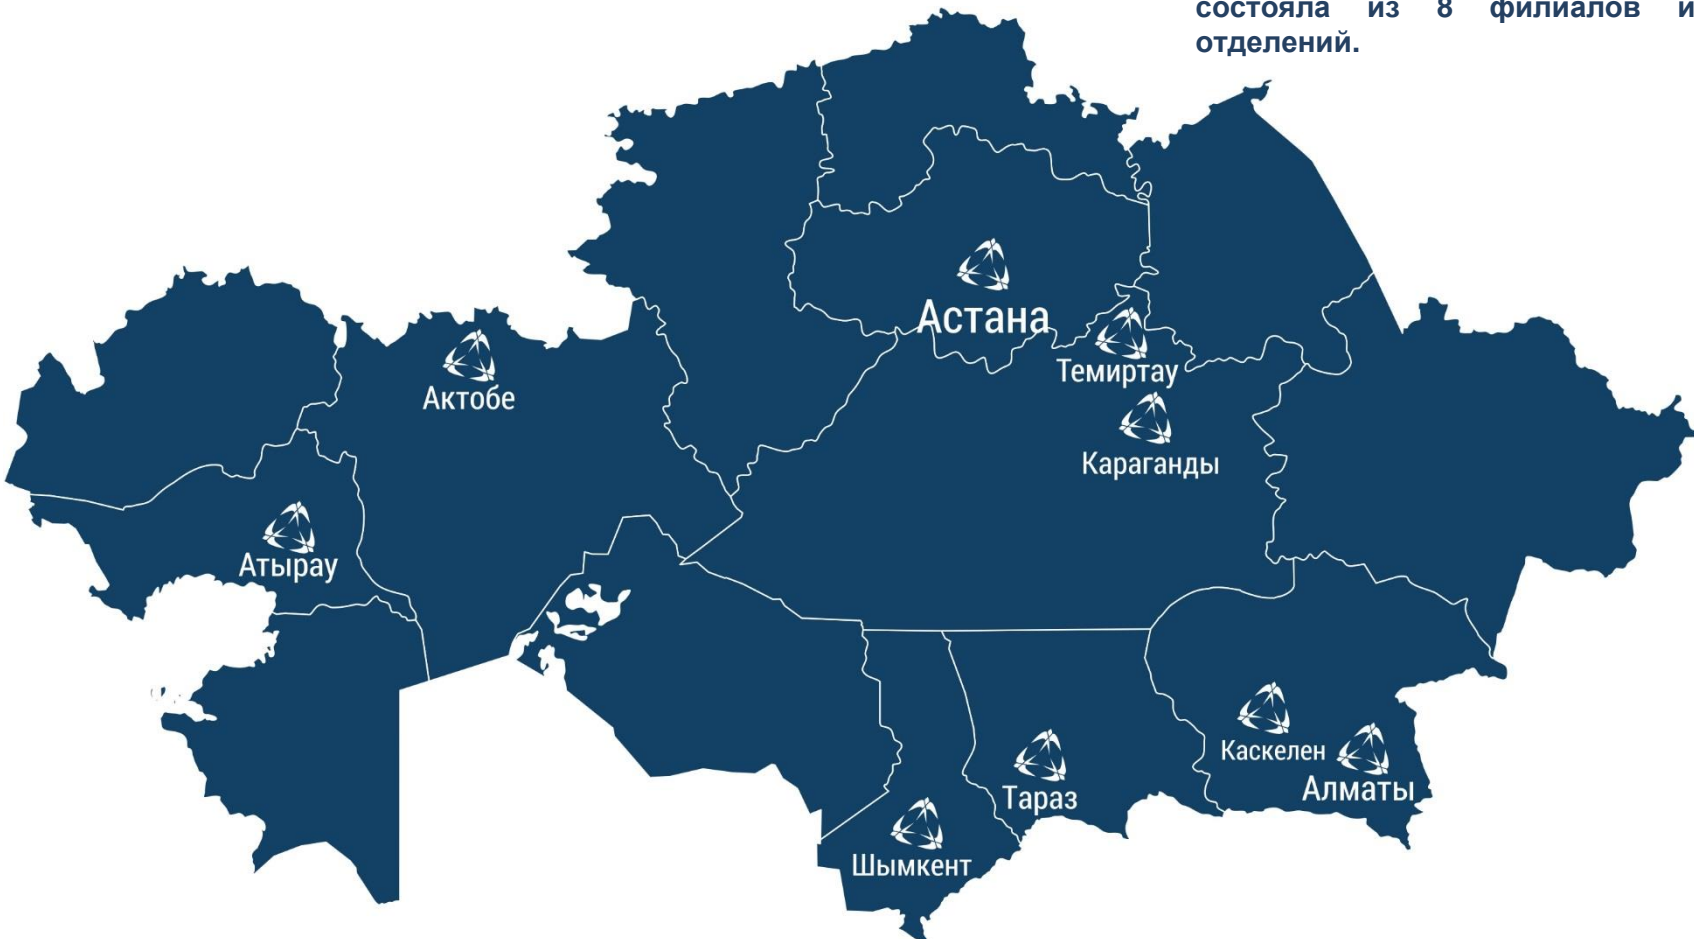 состояла из 8 филиалов и
отделений.
Астана
Темиртау
Актобе
Караганды
Атырау
Каскелен
Алматы
Тараз
Шымкент